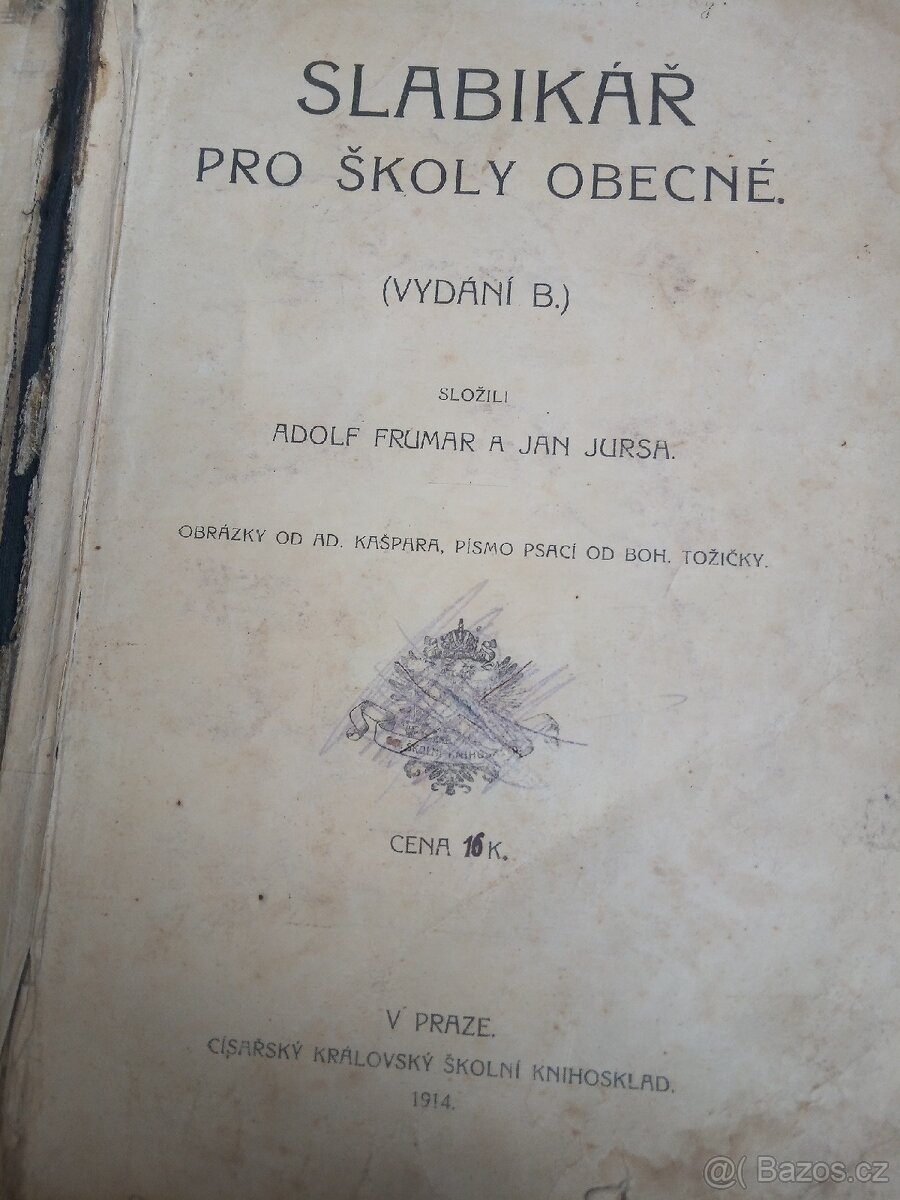 SLABIKÁŘ
PRO ŠKOLY OBECNÉ.
(VYDÁNÍ B.)
SLOŽILI
ADOLF FRUMAR A JAN JURSA.
OBRÁZKY OD AD. KAŠPARA, PÍSMO PSACÍ OD BOH. TOŽIČKY.
CENA 16 K.
V PRAZE.
CÍSAŘSKÝ KRÁLOVSKÝ ŠKOLNÍ KNIHOSKLAD.
1914.
@( Bazos.cz